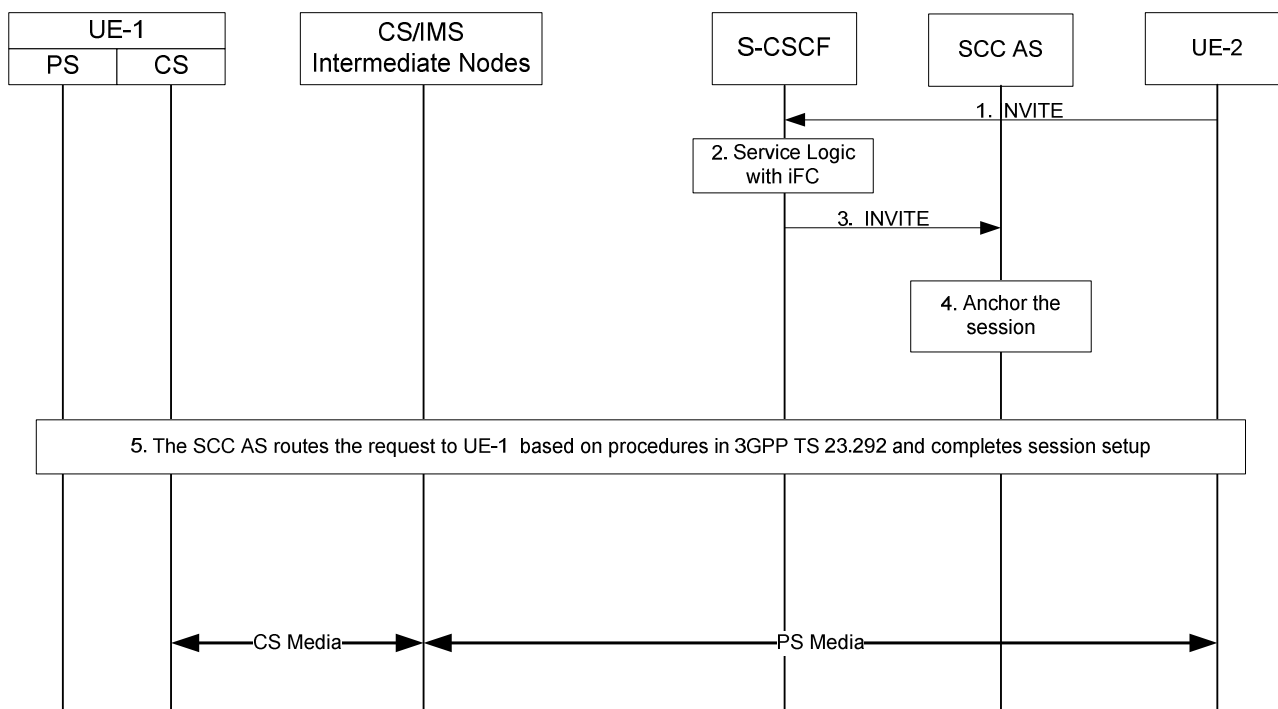 UE-1
PS
CS
CS/IMS
Intermediate Nodes
S-CSCF
SCC AS
UE-2
1. NVITE
2. Service Logic
with iFC
3. INVITE
4. Anchor the
session
5. The SCC AS routes the request to UE-1 based on procedures in 3GPP TS 23.292 and completes session setup
CS Media
PS Media